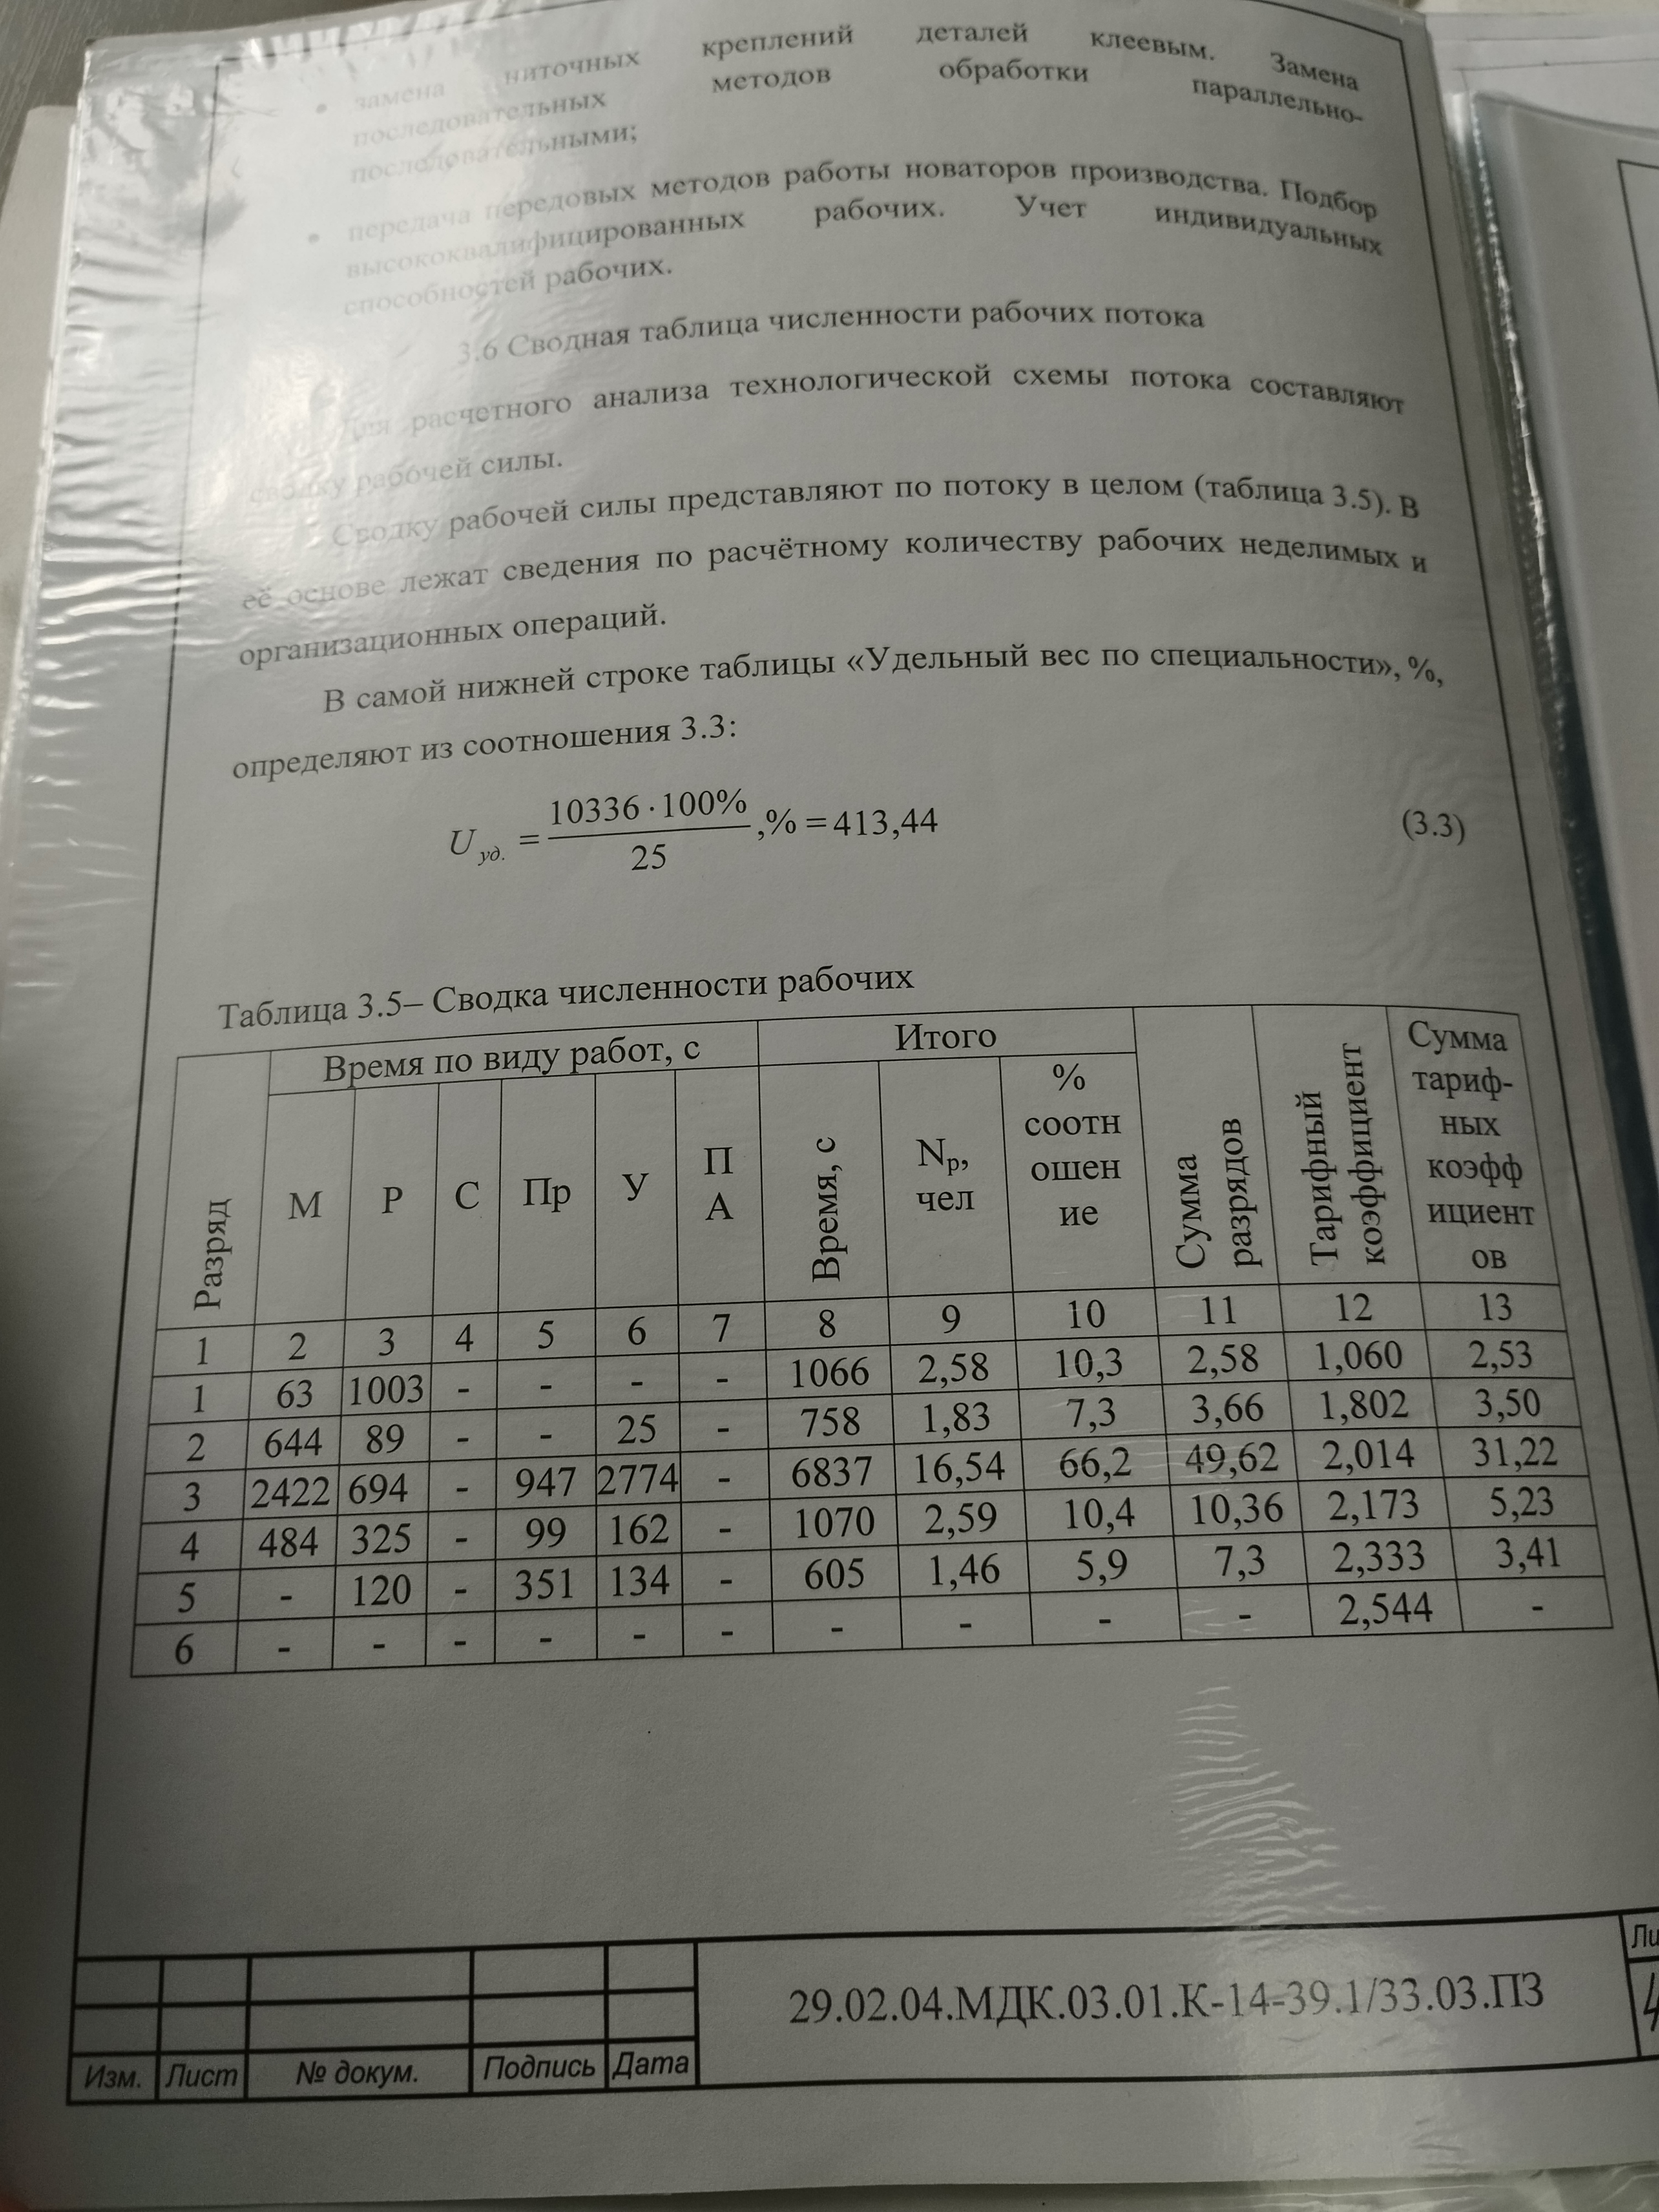 • замена ниточных креплений деталей клеевым. Замена
последовательных методов обработки параллельно-
последовательными;
• передача передовых методов работы новаторов производства. Подбор
высококвалифицированных рабочих. Учет индивидуальных
способностей рабочих.
3.6 Сводная таблица численности рабочих потока
Для расчетного анализа технологической схемы потока составляют
сводку рабочей силы.
Сводку рабочей силы представляют по потоку в целом (таблица 3.5). В
её основе лежат сведения по расчётному количеству рабочих неделимых и
организационных операций.
В самой нижней строке таблицы «Удельный вес по специальности», %,
определяют из соотношения 3.3:
U уд. = 10336 · 100% / 25 ,% = 413,44 (3.3)
Таблица 3.5– Сводка численности рабочих
Разряд Время по виду работ, с Итого Сумма разрядов Тарифный коэффициент Сумма тариф-ных коэффициентов
М Р С Пр У ПА Время, с Nр, чел % соотношение
1 2 3 4 5 6 7 8 9 10 11 12 13
1 63 1003 - - - - 1066 2,58 10,3 2,58 1,060 2,53
2 644 89 - - 25 - 758 1,83 7,3 3,66 1,802 3,50
3 2422 694 - 947 2774 - 6837 16,54 66,2 49,62 2,014 31,22
4 484 325 - 99 162 - 1070 2,59 10,4 10,36 2,173 5,23
5 - 120 - 351 134 - 605 1,46 5,9 7,3 2,333 3,41
6 - - - - - - - - - - 2,544 -
29.02.04.МДК.03.01.К-14-39.1/33.03.ПЗ
Изм. Лист № докум. Подпись Дата